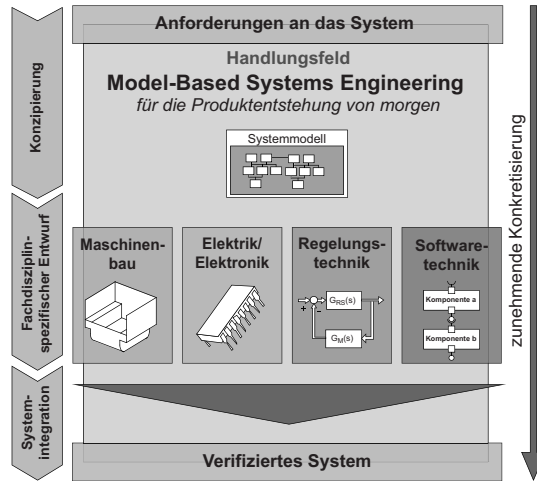 Anforderungen an das System
Handlungsfeld
Model-Based Systems Engineering
für die Produktentstehung von morgen
Systemmodell
Konzipierung
Fachdisziplin-
spezifischer Entwurf
Maschinen-
bau
Elektrik/
Elektronik
Regelungs-
technik
+
−
GRS(s)
GM(s)
Software-
technik
Komponente a
Komponente b
System-
integration
Verifiziertes System
zunehmende Konkretisierung